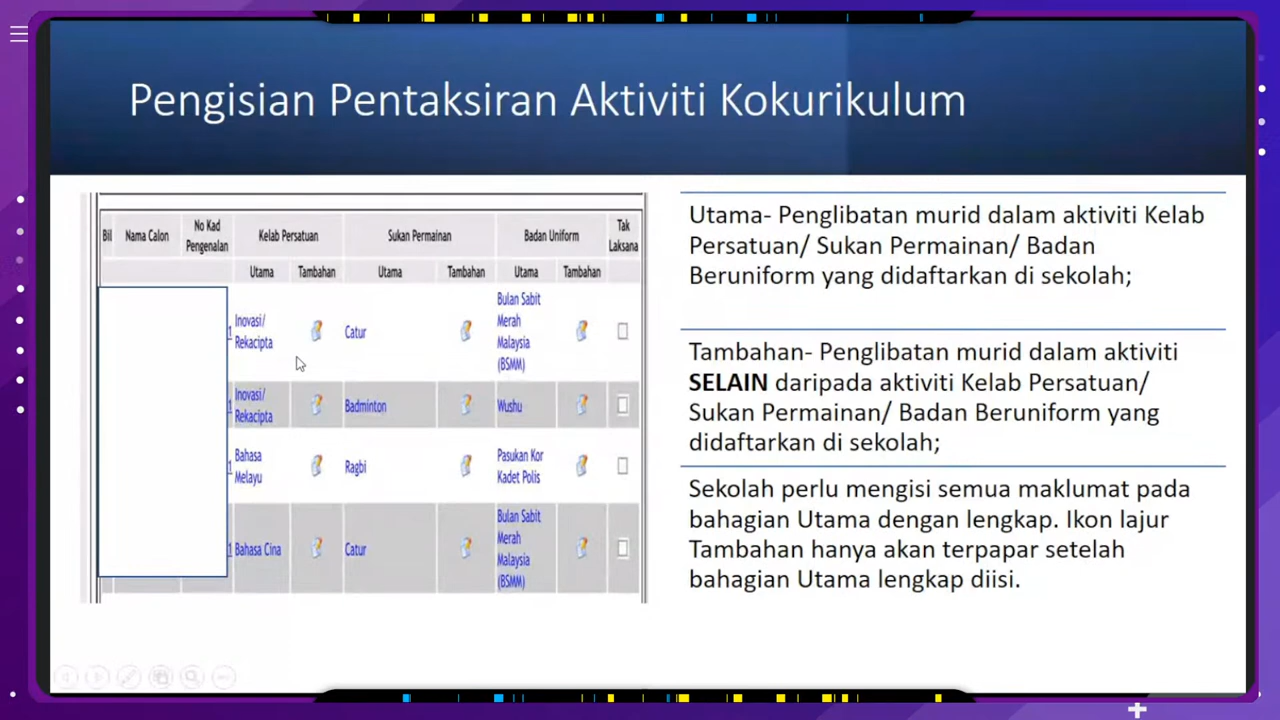 Pengisian Pentaksiran Aktiviti Kokurikulum
Bil
Nama Calon
No Kad
Pengenalan
Kelab Persatuan
Sukan Permainan
Badan Uniform
Tak
Laksana
Utama
Tambahan
Utama
Tambahan
Utama
Tambahan
1
Inovasi/
Rekacipta
Catur
Bulan Sabit
Merah
Malaysia
(BSMM)
1
Inovasi/
Rekacipta
Badminton
Wushu
1
Bahasa
Melayu
Ragbi
Pasukan Kor
Kadet Polis
1
Bahasa Cina
Catur
Bulan Sabit
Merah
Malaysia
(BSMM)
Utama- Penglibatan murid dalam aktiviti Kelab
Persatuan/ Sukan Permainan/ Badan
Beruniform yang didaftarkan di sekolah;
Tambahan- Penglibatan murid dalam aktiviti
SELAIN daripada aktiviti Kelab Persatuan/
Sukan Permainan/ Badan Beruniform yang
didaftarkan di sekolah;
Sekolah perlu mengisi semua maklumat pada
bahagian Utama dengan lengkap. Ikon lajur
Tambahan hanya akan terpapar setelah
bahagian Utama lengkap diisi.